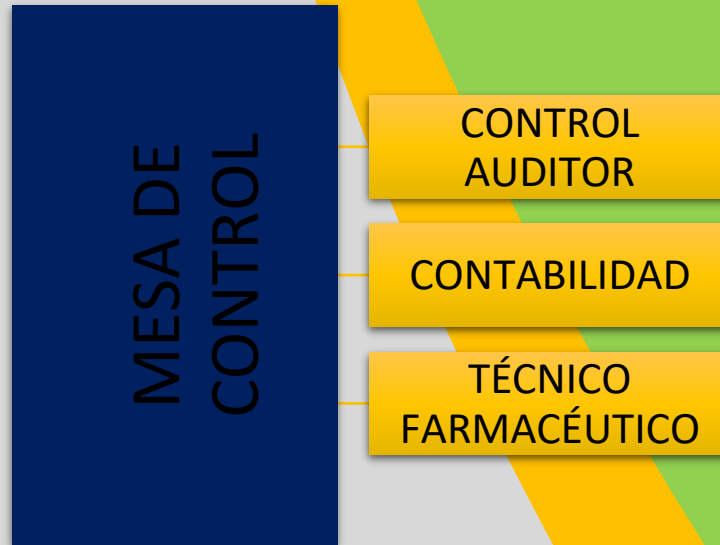 MESA DE
CONTROL
CONTROL
AUDITOR
CONTABILIDAD
TÉCNICO
FARMACÉUTICO